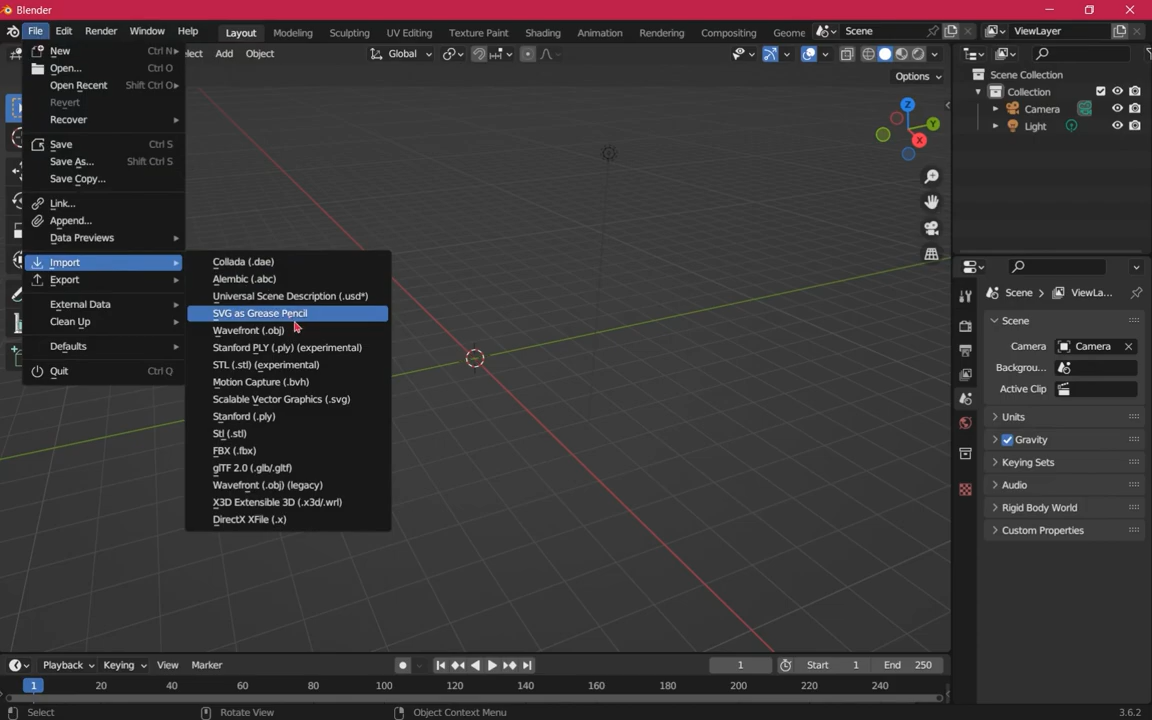 Blender
File Edit Render Window Help Layout Modeling Sculpting UV Editing Texture Paint Shading Animation Rendering Compositing Geome Scene ViewLayer
lect Add Object Global
Options
New Ctrl N
Open... Ctrl O
Open Recent Shift Ctrl O
Revert
Recover
Save Ctrl S
Save As... Shift Ctrl S
Save Copy...
Link...
Append...
Data Previews
Import
Export
External Data
Clean Up
Defaults
Quit Ctrl Q
Collada (.dae)
Alembic (.abc)
Universal Scene Description (.usd*)
SVG as Grease Pencil
Wavefront (.obj)
Stanford PLY (.ply) (experimental)
STL (.stl) (experimental)
Motion Capture (.bvh)
Scalable Vector Graphics (.svg)
Stanford (.ply)
Stl (.stl)
FBX (.fbx)
glTF 2.0 (.glb/.gltf)
Wavefront (.obj) (legacy)
X3D Extensible 3D (.x3d/.wrl)
DirectX XFile (.x)
Z
Y
X
Scene Collection
Collection
Camera
Light
Scene ViewLa...
Scene
Camera Camera
Backgrou...
Active Clip
Units
Gravity
Keying Sets
Audio
Rigid Body World
Custom Properties
Playback Keying View Marker 1 Start 1 End 250
1 20 40 60 80 100 120 140 160 180 200 220 240
Select Rotate View Object Context Menu 3.6.2